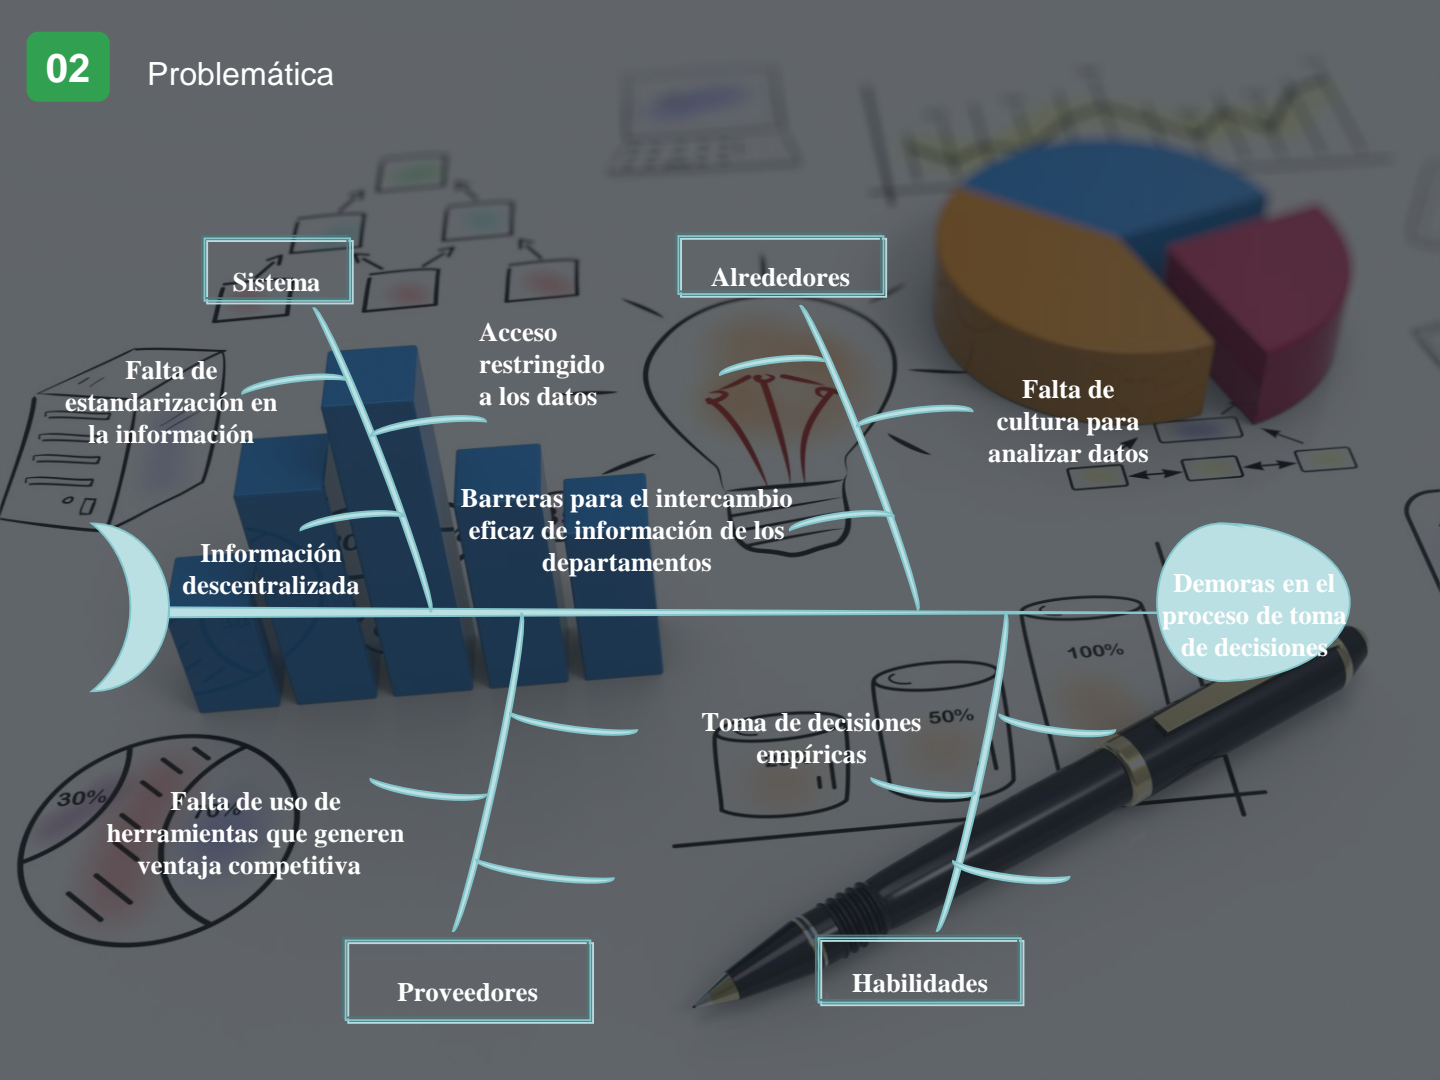 02
Problemática
Sistema
Alrededores
Falta de
estandarización en
la información
Acceso
restringido
a los datos
Falta de
cultura para
analizar datos
Barreras para el intercambio
eficaz de información de los
departamentos
Información
descentralizada
Demoras en el
proceso de toma
de decisiones
100%
50%
Toma de decisiones
empíricas
30%
70%
Falta de uso de
herramientas que generen
ventaja competitiva
Proveedores
Habilidades